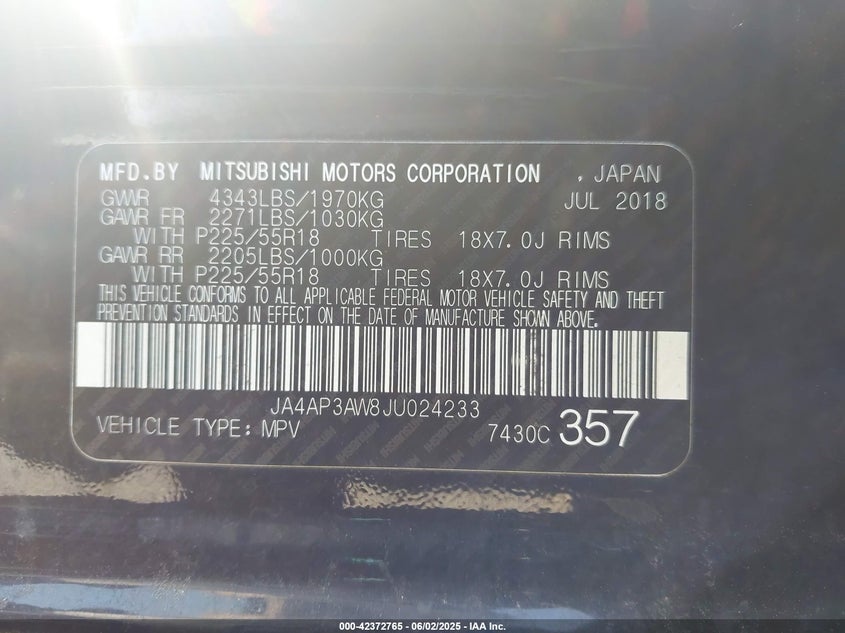 MFD.BY MITSUBISHI MOTORS CORPORATION , JAPAN
GVWR 4343LBS/1970KG JUL 2018
GAWR FR 2271LBS/1030KG
WITH P225/55R18 TIRES 18X7.0J RIMS
GAWR RR 2205LBS/1000KG
WITH P225/55R18 TIRES 18X7.0J RIMS
THIS VEHICLE CONFORMS TO ALL APPLICABLE FEDERAL MOTOR VEHICLE SAFETY AND THEFT
PREVENTION STANDARDS IN EFFECT ON THE DATE OF MANUFACTURE SHOWN ABOVE.
JA4AP3AW8JU024233
VEHICLE TYPE: MPV 7430C 357
000-42372765 - 06/02/2025 - IAA Inc.